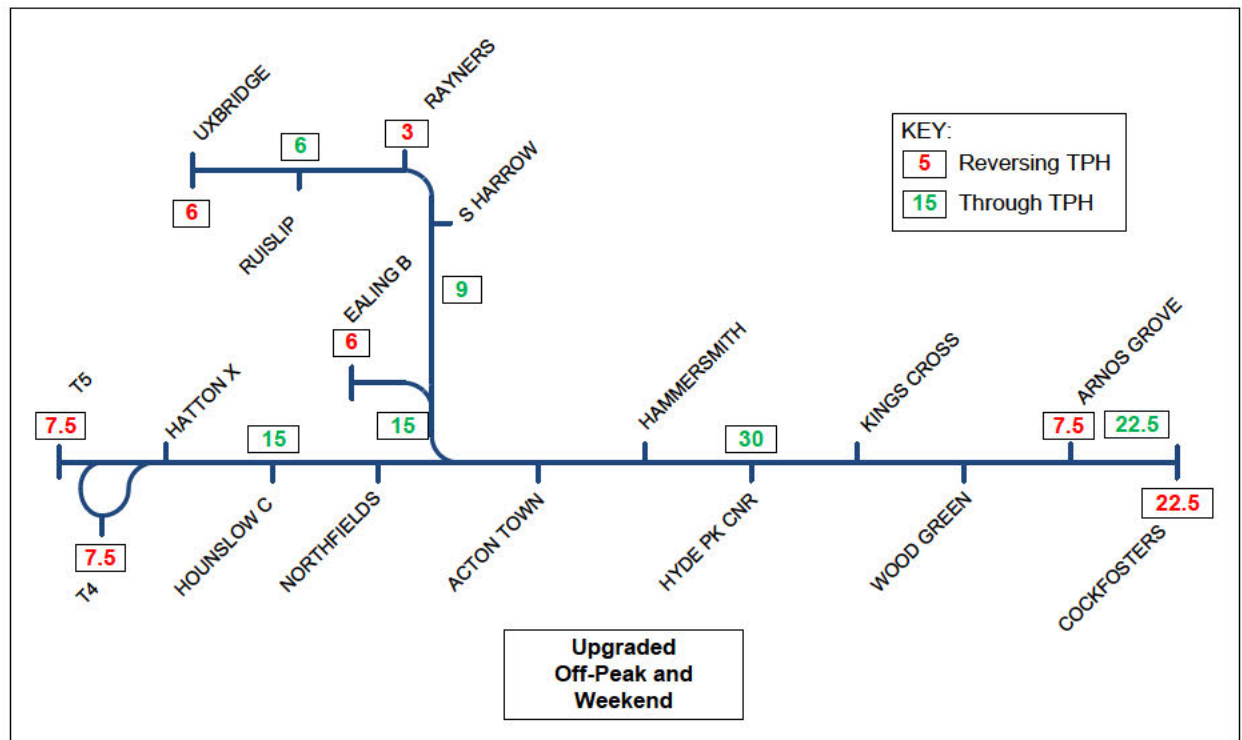 RAYNERS
UXBRIDGE
6
3
KEY:
5 Reversing TPH
15 Through TPH
6
S HARROW
RUISLIP
EALING B
9
6
T5
HATTON X
HAMMERSMITH
KINGS CROSS
ARNOS GROVE
7.5
15
15
30
7.5
22.5
7.5
T4
HOUNSLOW C
NORTHFIELDS
ACTON TOWN
HYDE PK CNR
WOOD GREEN
22.5
COCKFOSTERS
Upgraded
Off-Peak and
Weekend